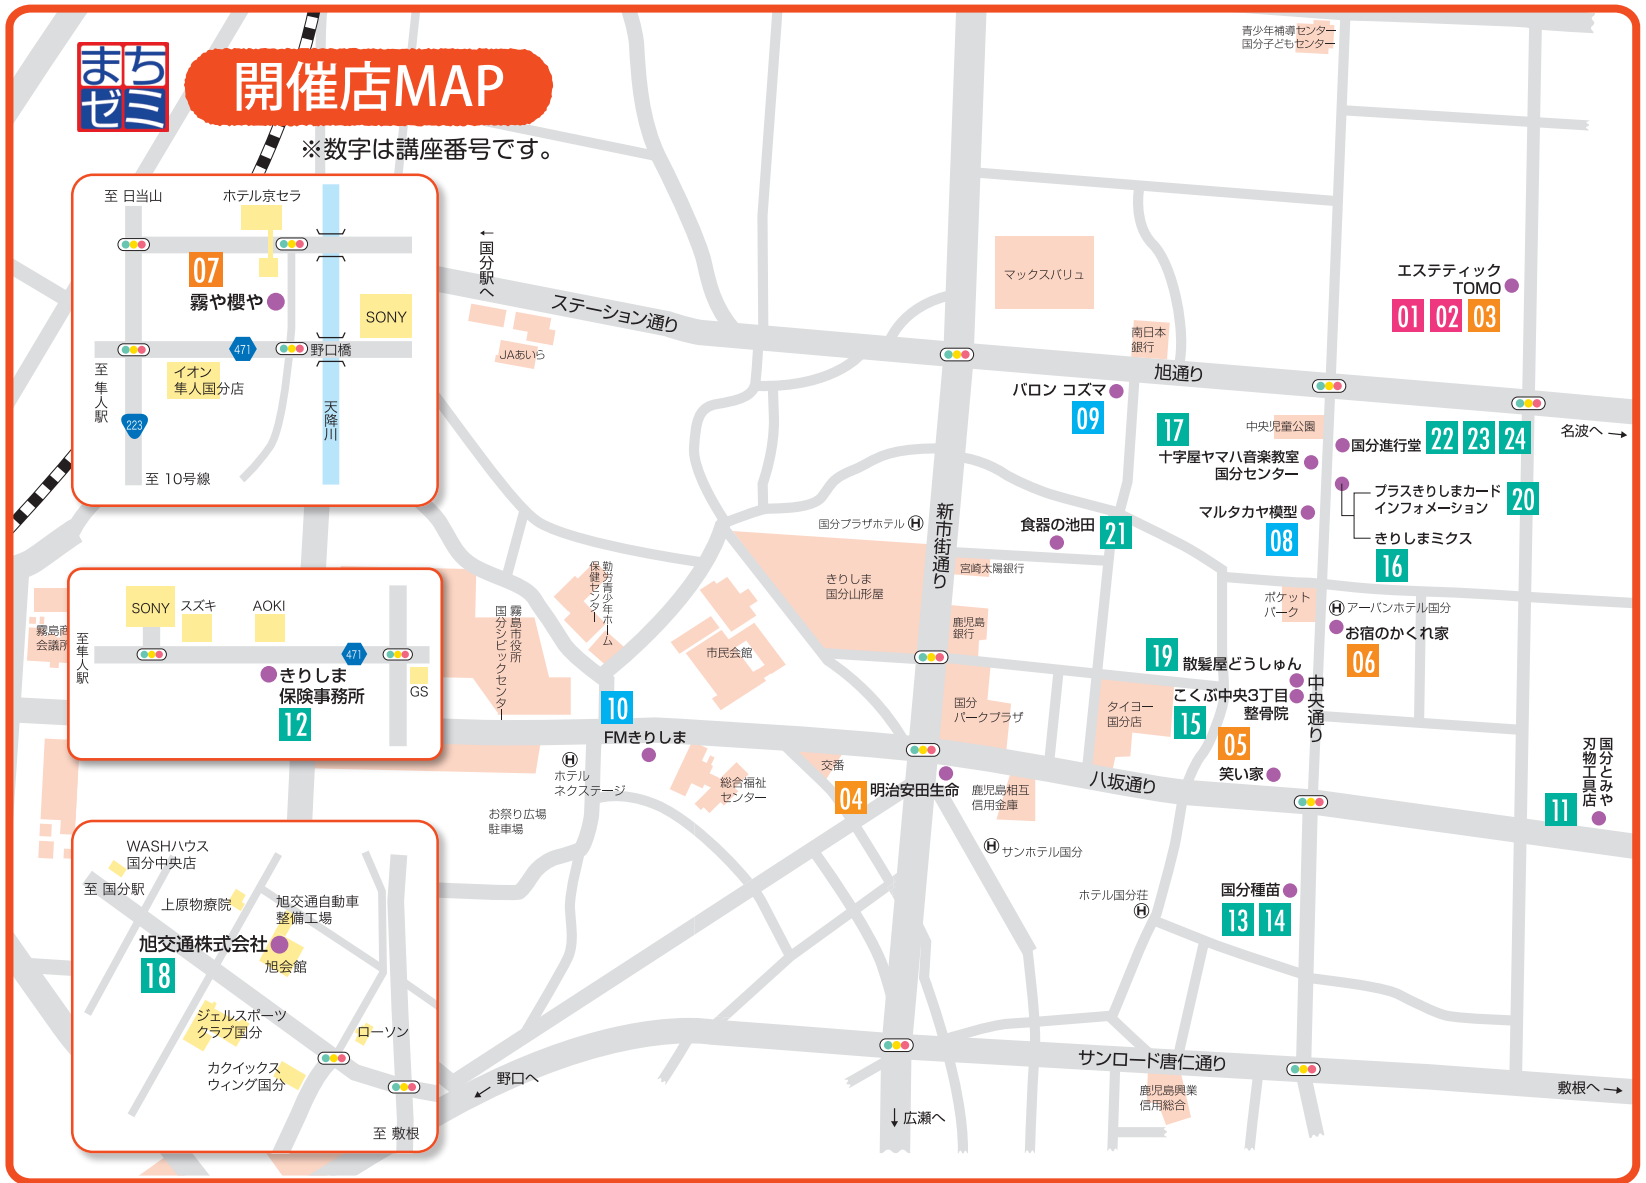 まち
ゼミ
開催店MAP
※数字は講座番号です。
至 日当山
ホテル京セラ
07
霧や櫻や
SONY
471
野口橋
イオン
隼人国分店
至隼人駅
223
天降川
至 10号線
←国分駅へ
ステーション通り
JAあいら
青少年補導センター
国分子どもセンター
マックスバリュ
南日本
銀行
旭通り
エステティック
TOMO
01 02 03
バロン コズマ
09
17
中央児童公園
十字屋ヤマハ音楽教室
国分センター
国分進行堂 22 23 24
名波へ →
プラスきりしまカード
インフォメーション
20
マルタカヤ模型
08
きりしまミクス
16
国分プラザホテル H
新市街通り
食器の池田 21
宮崎太陽銀行
きりしま
国分山形屋
鹿児島
銀行
ポケット
パーク
H アーバンホテル国分
お宿のかくれ家
06
勤労青少年ホーム
保健センター
霧島市役所
国分シビックセンター
市民会館
霧島商
会議所
SONY
スズキ
AOKI
至隼人駅
471
きりしま
保険事務所
GS
12
10
FMきりしま
H
ホテル
ネクステージ
お祭り広場
駐車場
総合福祉
センター
交番
04 明治安田生命
国分
パークプラザ
鹿児島相互
信用金庫
タイヨー
国分店
19 散髪屋どうしゅん
こくぶ中央3丁目
整骨院
15
中央通り
05
笑い家
八坂通り
国分とみや
刃物工具店
11
H サンホテル国分
ホテル国分荘
H
国分種苗
13 14
WASHハウス
国分中央店
至 国分駅
上原物療院
旭交通自動車
整備工場
旭交通株式会社
18
旭会館
ジェルスポーツ
クラブ国分
ローソン
カクイックス
ウィング国分
至 敷根
野口へ
↓広瀬へ
サンロード唐仁通り
鹿児島興業
信用総合
敷根へ →